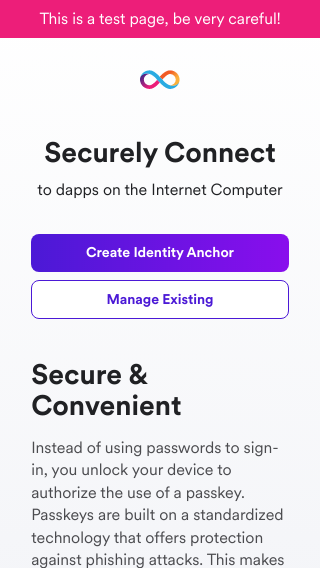 This is a test page, be very careful!
Securely Connect
to dapps on the Internet Computer
Create Identity Anchor
Manage Existing
Secure &
Convenient
Instead of using passwords to sign-
in, you unlock your device to
authorize the use of a passkey.
Passkeys are built on a standardized
technology that offers protection
against phishing attacks. This makes